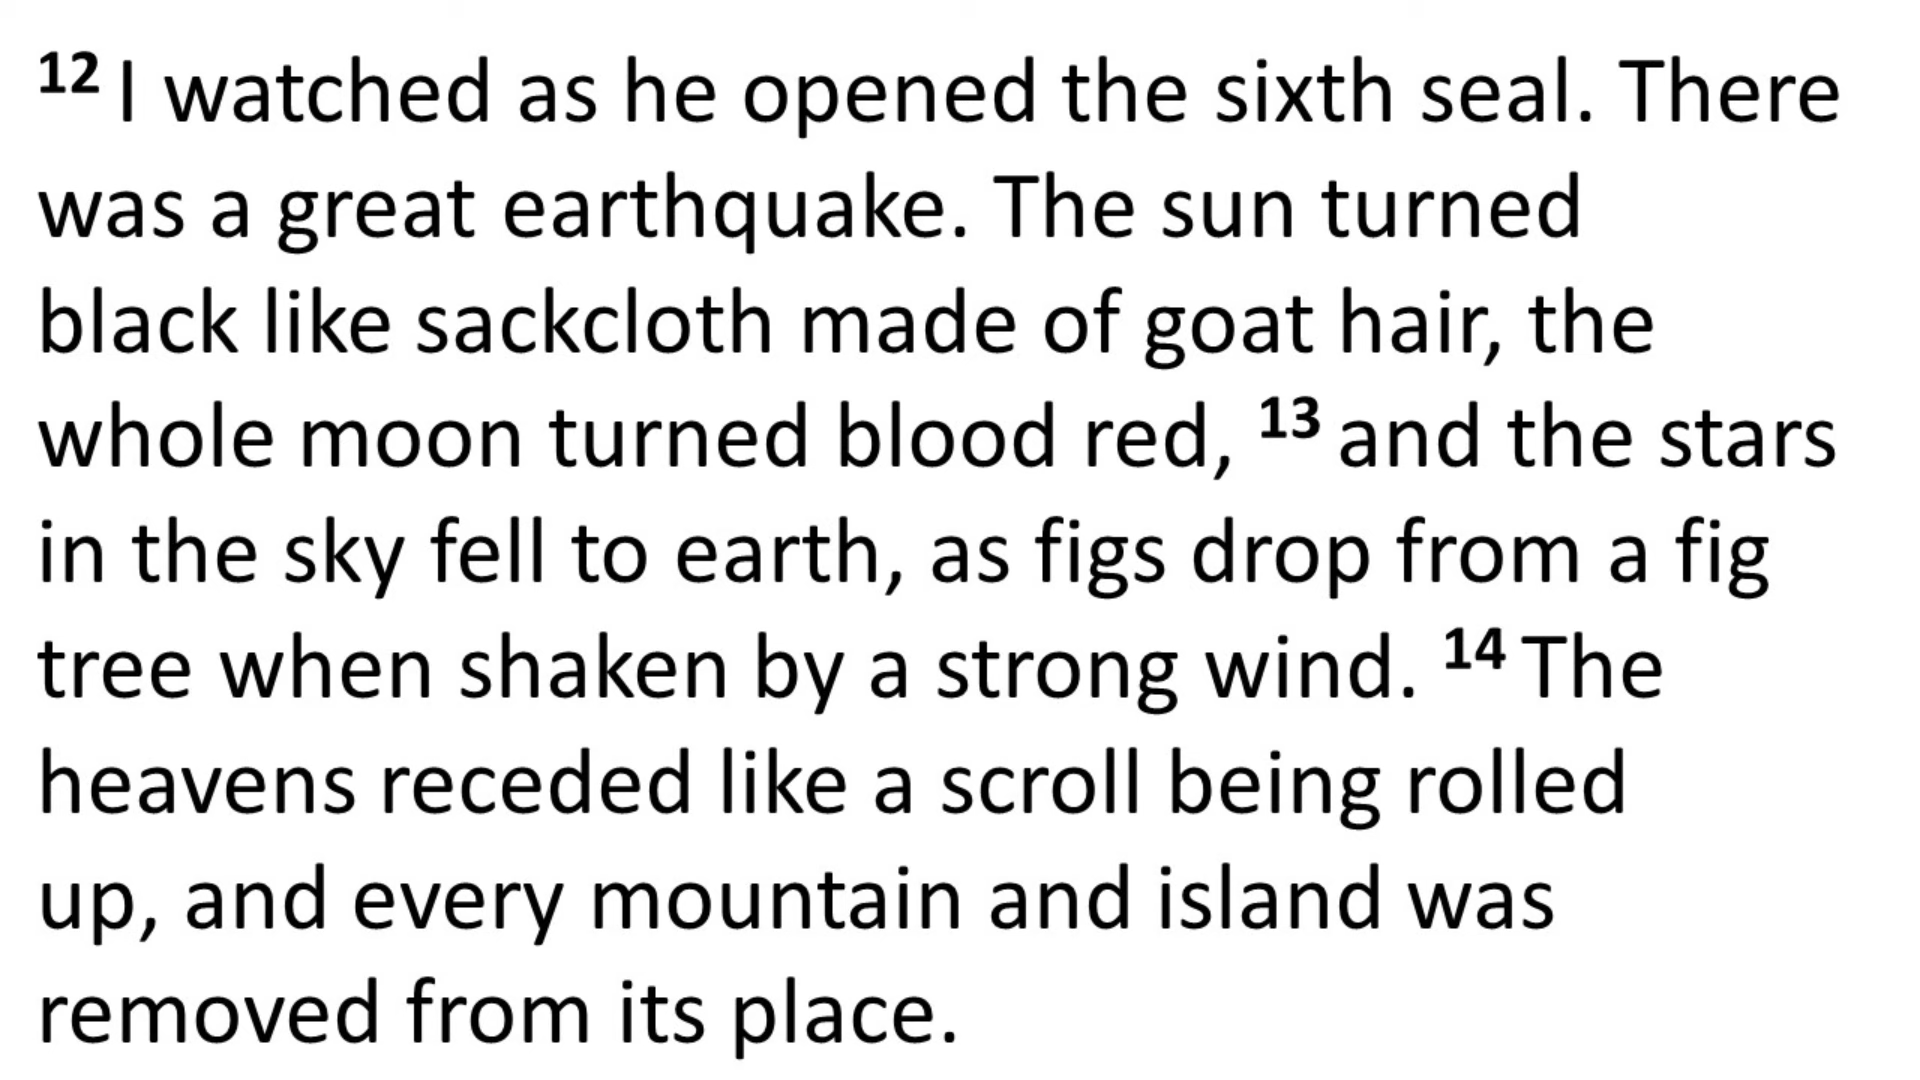 12 I watched as he opened the sixth seal. There
was a great earthquake. The sun turned
black like sackcloth made of goat hair, the
whole moon turned blood red, 13 and the stars
in the sky fell to earth, as figs drop from a fig
tree when shaken by a strong wind. 14 The
heavens receded like a scroll being rolled
up, and every mountain and island was
removed from its place.